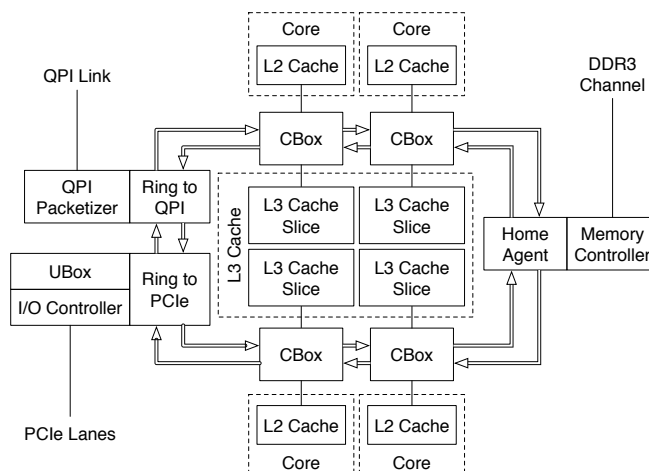 Core
Core
L2 Cache
L2 Cache
QPI Link
DDR3
Channel
CBox
CBox
QPI
Packetizer
Ring to
QPI
L3 Cache
L3 Cache
Slice
L3 Cache
Slice
L3 Cache
Slice
L3 Cache
Slice
Home
Agent
Memory
Controller
UBox
I/O Controller
Ring to
PCIe
CBox
CBox
PCIe Lanes
L2 Cache
L2 Cache
Core
Core